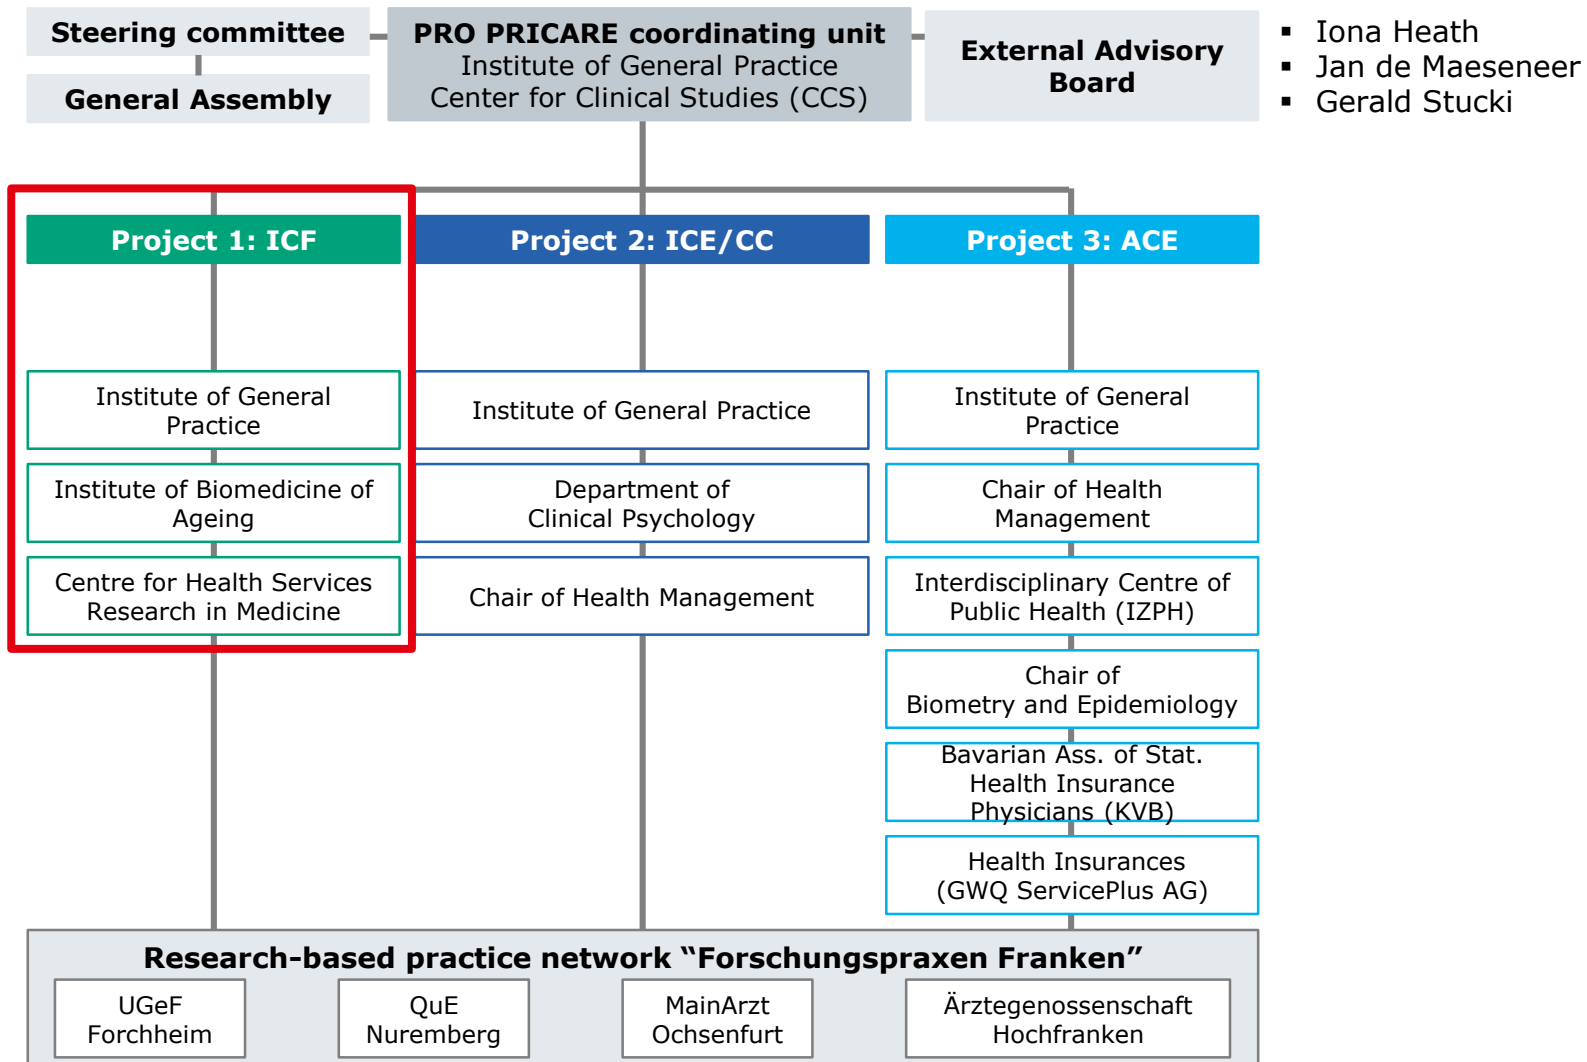 Steering committee
General Assembly
PRO PRICARE coordinating unit
Institute of General Practice
Center for Clinical Studies (CCS)
External Advisory
Board
▪ Iona Heath
▪ Jan de Maeseneer
▪ Gerald Stucki
Project 1: ICF
Institute of General
Practice
Institute of Biomedicine of
Ageing
Centre for Health Services
Research in Medicine
Project 2: ICE/CC
Institute of General Practice
Department of
Clinical Psychology
Chair of Health Management
Project 3: ACE
Institute of General
Practice
Chair of Health
Management
Interdisciplinary Centre of
Public Health (IZPH)
Chair of
Biometry and Epidemiology
Bavarian Ass. of Stat.
Health Insurance
Physicians (KVB)
Health Insurances
(GWQ ServicePlus AG)
Research-based practice network “Forschungspraxen Franken”
UGeF
Forchheim
QuE
Nuremberg
MainArzt
Ochsenfurt
Ärztegenossenschaft
Hochfranken